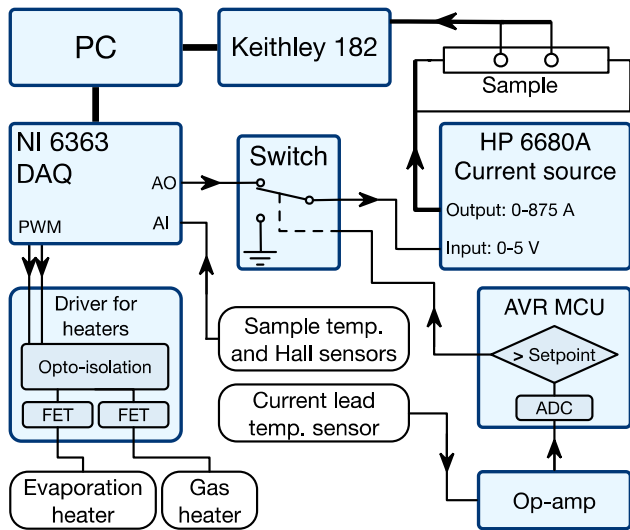 PC
Keithley 182
Sample
NI 6363
DAQ
AO
AI
PWM
Switch
HP 6680A
Current source
Output: 0-875 A
Input: 0-5 V
Driver for
heaters
Opto-isolation
FET
FET
Sample temp.
and Hall sensors
AVR MCU
> Setpoint
ADC
Current lead
temp. sensor
Evaporation
heater
Gas
heater
Op-amp